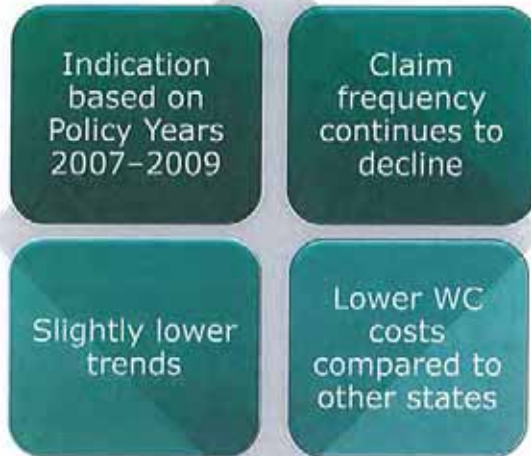 Indication
based on
Policy Years
2007–2009
Claim
frequency
continues to
decline
Slightly lower
trends
Lower WC
costs
compared to
other states